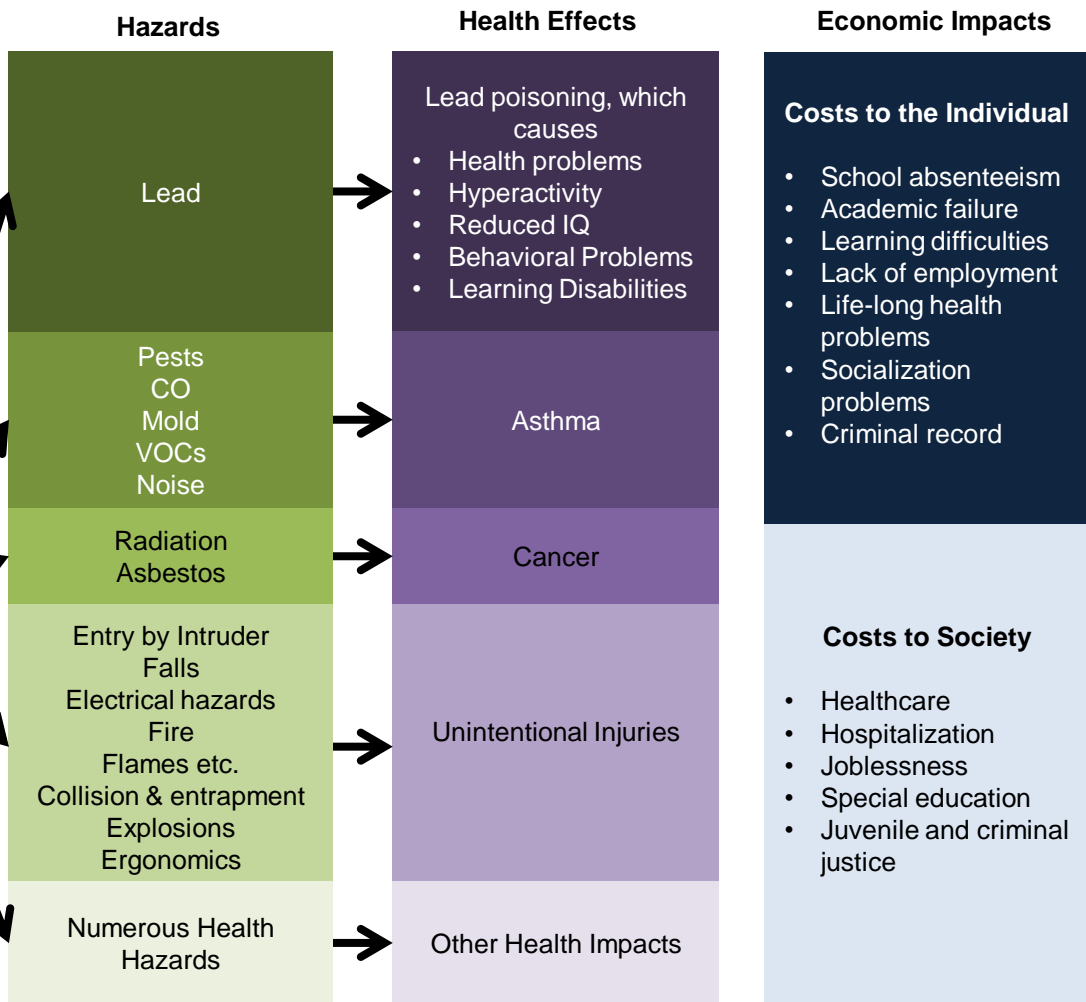 Hazards
Health Effects
Economic Impacts
Lead
Lead poisoning, which
causes
• Health problems
• Hyperactivity
• Reduced IQ
• Behavioral Problems
• Learning Disabilities
Pests
CO
Mold
VOCs
Noise
Asthma
Radiation
Asbestos
Cancer
Entry by Intruder
Falls
Electrical hazards
Fire
Flames etc.
Collision & entrapment
Explosions
Ergonomics
Unintentional Injuries
Numerous Health
Hazards
Other Health Impacts
Costs to the Individual
• School absenteeism
• Academic failure
• Learning difficulties
• Lack of employment
• Life-long health
problems
• Socialization
problems
• Criminal record
Costs to Society
• Healthcare
• Hospitalization
• Joblessness
• Special education
• Juvenile and criminal
justice